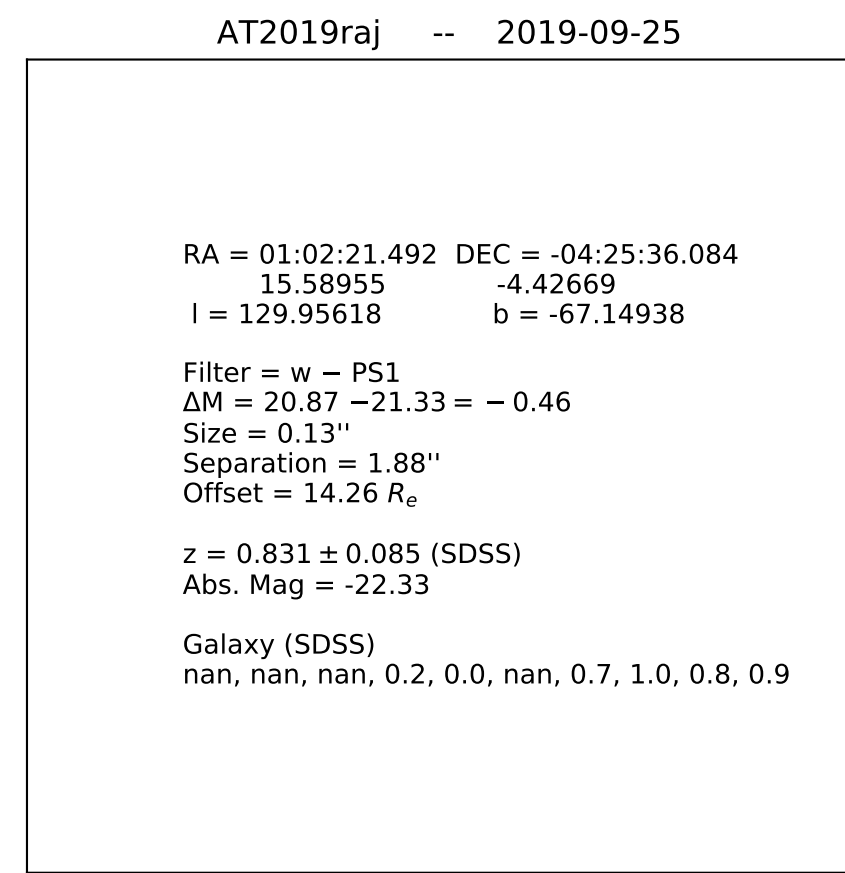 AT2019raj -- 2019-09-25
RA = 01:02:21.492 DEC = -04:25:36.084
15.58955 -4.42669
l = 129.95618 b = -67.14938
Filter = w − PS1
ΔM = 20.87 −21.33 = − 0.46
Size = 0.13''
Separation = 1.88''
Offset = 14.26 Re
z = 0.831 ± 0.085 (SDSS)
Abs. Mag = -22.33
Galaxy (SDSS)
nan, nan, nan, 0.2, 0.0, nan, 0.7, 1.0, 0.8, 0.9